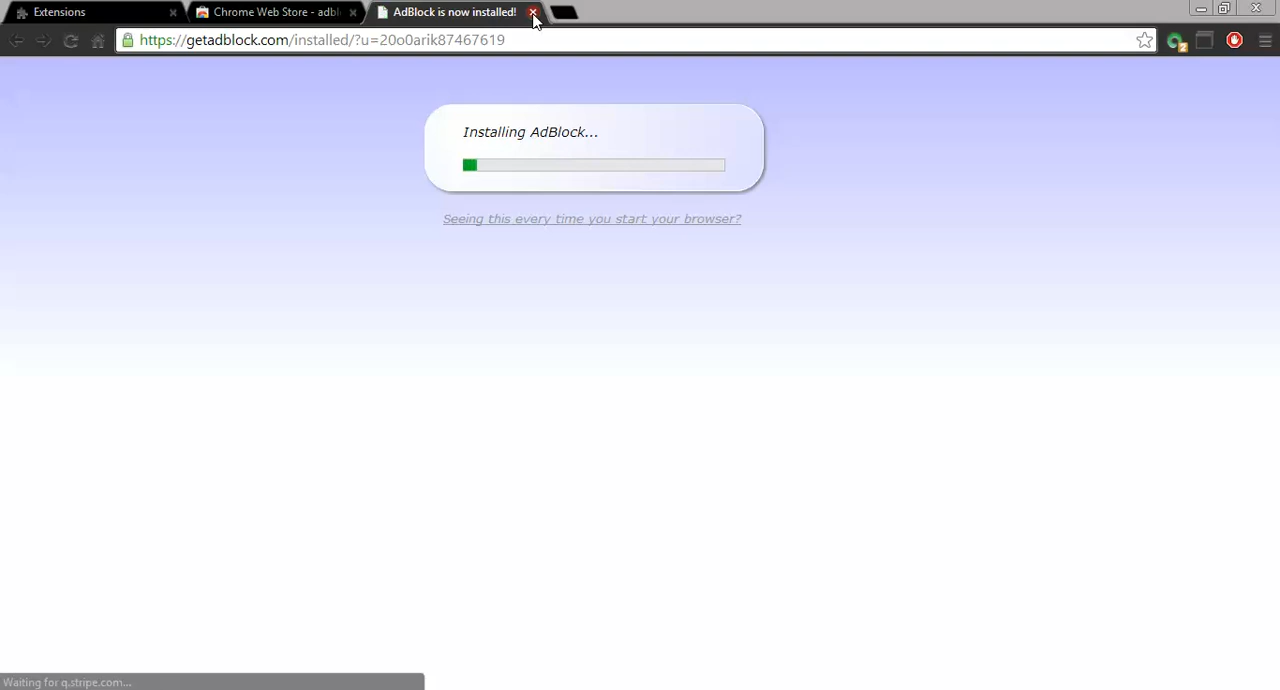 Extensions
Chrome Web Store - adbl
AdBlock is now installed!
https://getadblock.com/installed/?u=20o0arik87467619
2
Installing AdBlock...
Seeing this every time you start your browser?
Waiting for q.stripe.com...